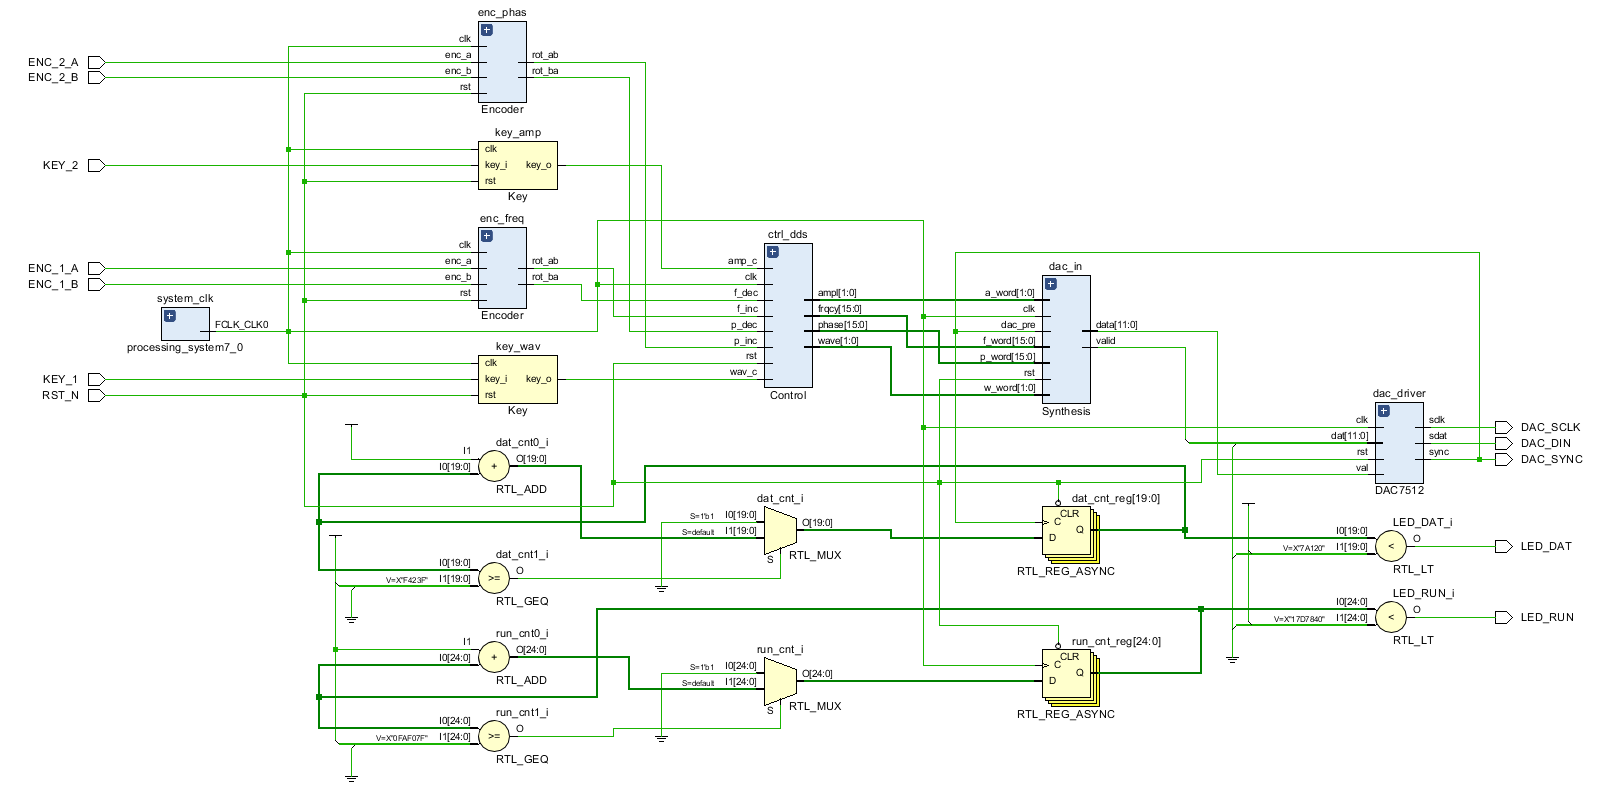 enc_phas
clk
ENC_2_A
enc_a
rot_ab
ENC_2_B
enc_b
rot_ba
rst
Encoder
key_amp
clk
KEY_2
key_i
key_o
rst
Key
enc_freq
clk
ENC_1_A
enc_a
rot_ab
ENC_1_B
enc_b
rot_ba
rst
Encoder
system_clk
FCLK_CLK0
processing_system7_0
key_wav
clk
KEY_1
key_i
key_o
RST_N
rst
Key
ctrl_dds
amp_c
clk
f_dec
f_inc
p_dec
p_inc
rst
wav_c
ampl[1:0]
frqcy[15:0]
phase[15:0]
wave[1:0]
Control
dac_in
a_word[1:0]
clk
dac_pre
f_word[15:0]
p_word[15:0]
rst
w_word[1:0]
data[11:0]
valid
Synthesis
dac_driver
clk
dat[11:0]
rst
val
sclk
sdat
sync
DAC7512
DAC_SCLK
DAC_DIN
DAC_SYNC
dat_cnt0_i
I1
I0[19:0]
+
O[19:0]
RTL_ADD
dat_cnt1_i
I0[19:0]
V=X"F423F"
I1[19:0]
>=
O
RTL_GEQ
dat_cnt_i
S=1'b1
I0[19:0]
S=default
I1[19:0]
O[19:0]
S
RTL_MUX
dat_cnt_reg[19:0]
CLR
C
D
Q
RTL_REG_ASYNC
LED_DAT_i
I0[19:0]
V=X"7A120"
I1[19:0]
<
O
RTL_LT
LED_DAT
run_cnt0_i
I1
I0[24:0]
+
O[24:0]
RTL_ADD
run_cnt1_i
I0[24:0]
V=X"0FAF07F"
I1[24:0]
>=
O
RTL_GEQ
run_cnt_i
S=1'b1
I0[24:0]
S=default
I1[24:0]
O[24:0]
S
RTL_MUX
run_cnt_reg[24:0]
CLR
C
D
Q
RTL_REG_ASYNC
LED_RUN_i
I0[24:0]
V=X"17D7840"
I1[24:0]
<
O
RTL_LT
LED_RUN